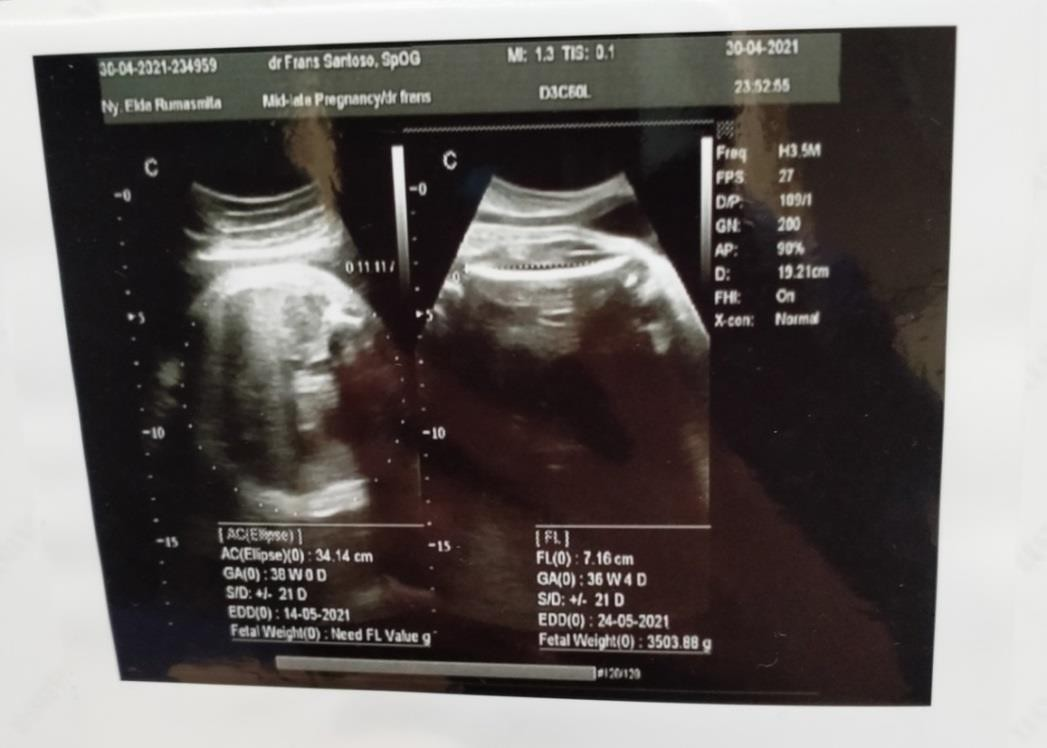 30-04-2021-234959 dr Frans Santoso, SpOG MI: 1.3 TIS: 0.1 30-04-2021
Ny. Mid-late Pregnancy/dr frans D3C60L 23:52:55
C
C
Freq H3.5M
FPS 27
D/P: 109/1
GN: 200
AP: 90%
D: 19.21cm
FHI: On
X-con: Normal
0
5
10
15
0
5
10
15
[ AC(Ellipse) ]
AC(Elipse)(0) : 34.14 cm
GA(0) : 38 W 0 D
S/D: +/- 21 D
EDD(0) : 14-05-2021
Fetal Weight(0) : Need FL Value g
[ FL ]
FL(0) : 7.16 cm
GA(0) : 36 W 4 D
S/D: +/- 21 D
EDD(0) : 24-05-2021
Fetal Weight(0) : 3503.88 g
#120/120